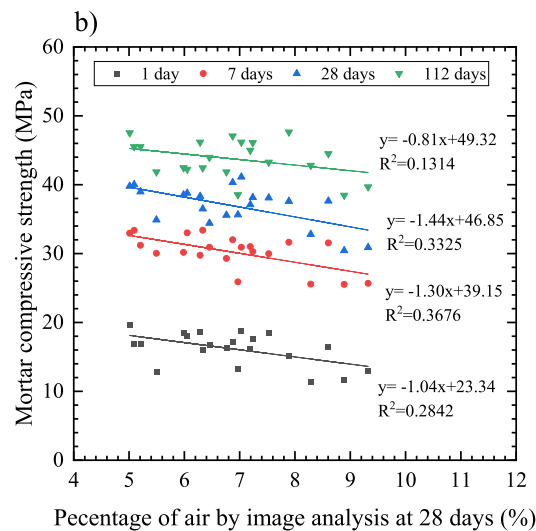 b)
60
50
40
30
20
10
0
Mortar compressive strength (MPa)
1 day 7 days 28 days 112 days
y= -0.81x+49.32
R²=0.1314
y= -1.44x+46.85
R²=0.3325
y= -1.30x+39.15
R²=0.3676
y= -1.04x+23.34
R²=0.2842
4 5 6 7 8 9 10 11 12
Pecentage of air by image analysis at 28 days (%)